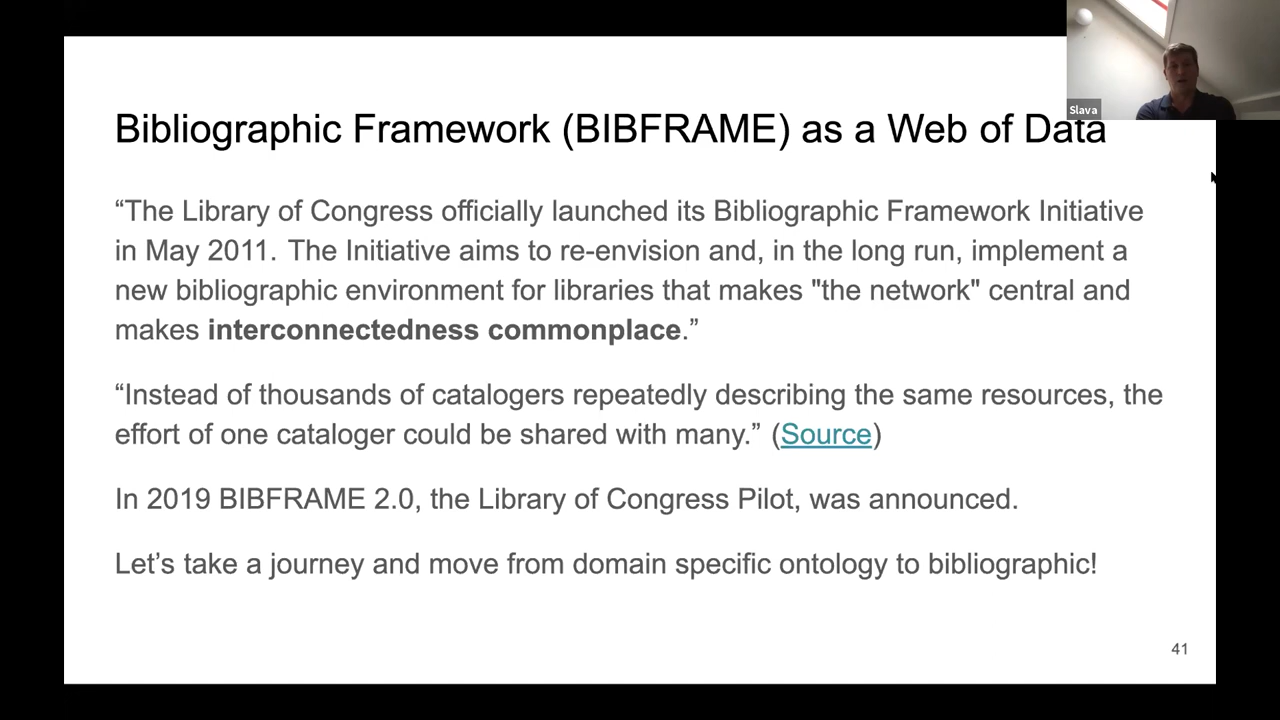 Slava
Bibliographic Framework (BIBFRAME) as a Web of Data
“The Library of Congress officially launched its Bibliographic Framework Initiative
in May 2011. The Initiative aims to re-envision and, in the long run, implement a
new bibliographic environment for libraries that makes "the network" central and
makes interconnectedness commonplace.”
“Instead of thousands of catalogers repeatedly describing the same resources, the
effort of one cataloger could be shared with many.” (Source)
In 2019 BIBFRAME 2.0, the Library of Congress Pilot, was announced.
Let’s take a journey and move from domain specific ontology to bibliographic!
41